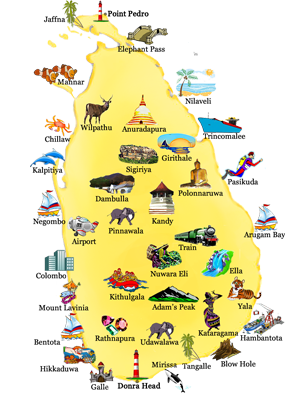 Point Pedro
Jaffna
Elephant Pass
Mannar
Nilaveli
Wilpathu
Anuradapura
Trincomalee
Chillaw
Girithale
Sigiriya
Kalpitiya
Pasikuda
Dambulla
Polonnaruwa
Negombo
Pinnawala
Kandy
Arugam Bay
Airport
Train
Colombo
Nuwara Eli
Ella
Kithulgala
Adam's Peak
Yala
Mount Lavinia
Kataragama
Hambantota
Bentota
Rathnapura
Udawalawa
Hikkaduwa
Mirissa
Tangalle
Blow Hole
Galle
Donra Head